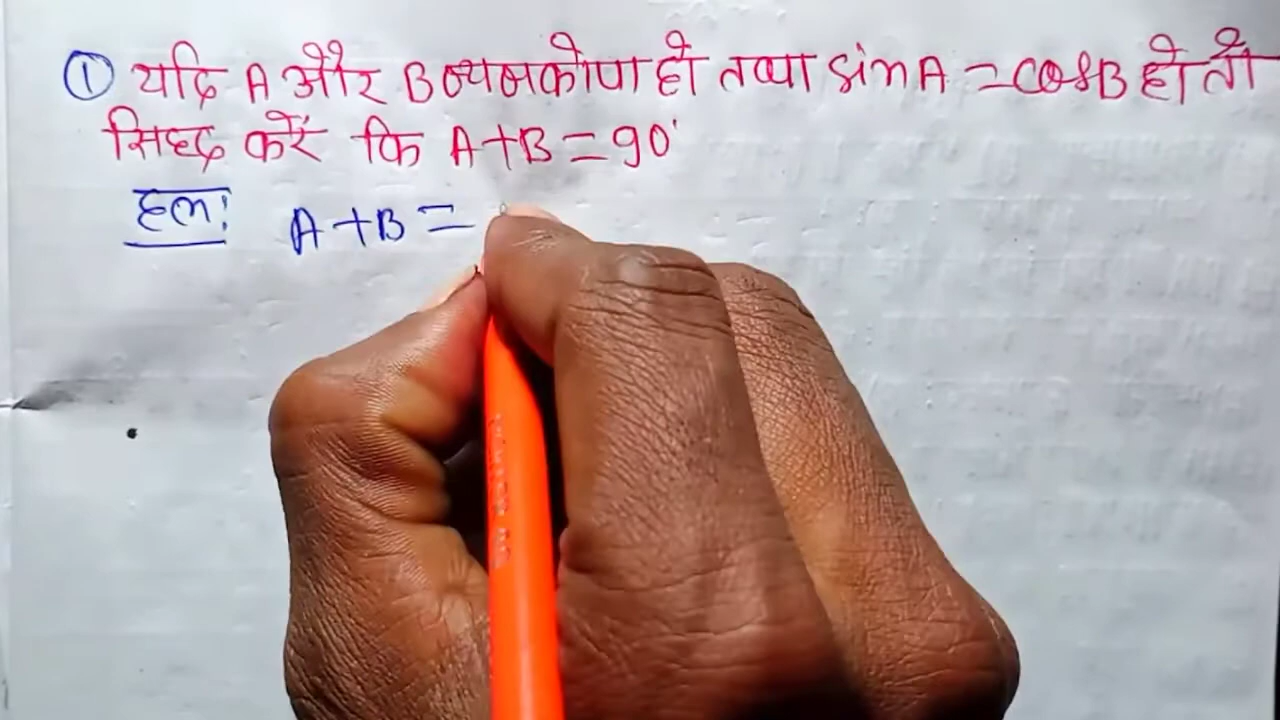 ① यदि A और B न्यूनकोण हो तथा sin A = cos B हो तो
सिद्ध करें कि A+B = 90°
हल:
A+B =